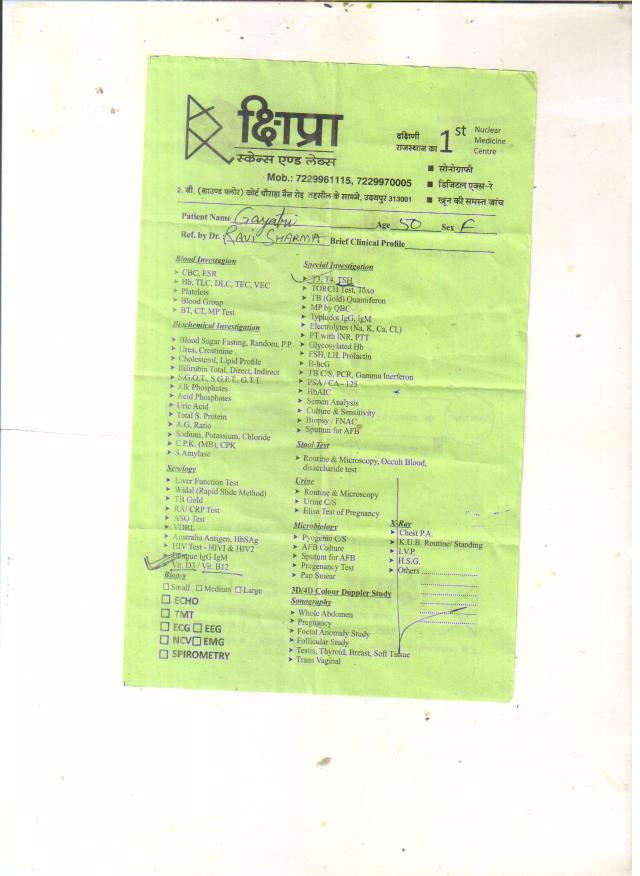 क्षिप्रा
स्केन्स एण्ड लेब्स
दक्षिणी राजस्थान का 1st Nuclear Medicine Centre
■ सोनोग्राफी
■ डिजिटल एक्स-रे
■ खून की समस्त जांच
Mob.: 7229961115, 7229970005
2. बी. (ग्राउण्ड फ्लोर) कोर्ट चौराहा मैन रोड़ तहसील के सामने, उदयपुर 313001
Patient Name Gayatri Age 50 Sex F
Ref. by Dr. RAVI SHARMA Brief Clinical Profile
Blood Investagion
➤ CBC, ESR
➤ Hb, TLC, DLC, TEC, VEC
➤ Platelets
➤ Blood Group
➤ BT, CT, MP Test
Biochemical Investigation
➤ Blood Sugar Fasting, Random, P.P.
➤ Urea, Creatinine
➤ Cholesterol, Lipid Profile
➤ Bilirubin Total, Direct, Indirect
➤ S.G.O.T., S.G.P.T., G.T.T.
➤ Alk Phosphates
➤ Acid Phosphates
➤ Uric Acid
➤ Total S. Protein
➤ A.G. Ratio
➤ Sodium, Potassium, Chloride
➤ C.P.K. (MB), CPK
➤ S.Amylase
Serology
➤ Liver Function Test
➤ Widal (Rapid Slide Method)
➤ TB Gold
➤ RA/ CRP Test
➤ ASO Test
➤ VDRL
➤ Australia Antigen, HbSAg
➤ HIV Test - HIV1 & HIV2
➤ Dengue IgG IgM
Vit. D3 / Vit. B12
Biopsy
☐ Small ☐ Medium ☐ Large
☐ ECHO
☐ TMT
☐ ECG ☐ EEG
☐ NCV ☐ EMG
☐ SPIROMETRY
Special Investigation
➤ T3, T4, TSH
➤ TORCH Test, Toxo
➤ TB (Gold) Quantiferon
➤ MP by QBC
➤ Typhidot IgG, igM
➤ Electrolytes (Na, K, Ca, CL)
➤ PT with INR, PTT
➤ Glycosylated Hb
➤ FSH, LH, Prolactin
➤ B-hcG
➤ TB C/S, PCR, Gamma Inerferon
➤ PSA / CA - 125
➤ HbAIC
➤ Semen Analysis
➤ Culture & Sensitivity
➤ Biopsy / FNAC
➤ Sputum for AFB
Stool Test
➤ Routine & Microscopy, Occult Blood,
disaccharide test
Urine
➤ Routine & Microscopy
➤ Urine C/S
➤ Elisa Test of Pregnancy
Microbiology
➤ Pyogenic C/S
➤ AFB Culture
➤ Sputum for AFB
➤ Pregenancy Test
➤ Pap Smear
X-Ray
➤ Chest P.A.
➤ K.U.B. Routine/ Standing
➤ I.V.P.
➤ H.S.G.
➤ Others
3D/4D Colour Duppler Study
Sonography
➤ Whole Abdomen
➤ Pregnancy
➤ Foetal Anomaly Study
➤ Follicular Study
➤ Testis, Thyroid, Breast, Soft Tissue
➤ Trans Vaginal